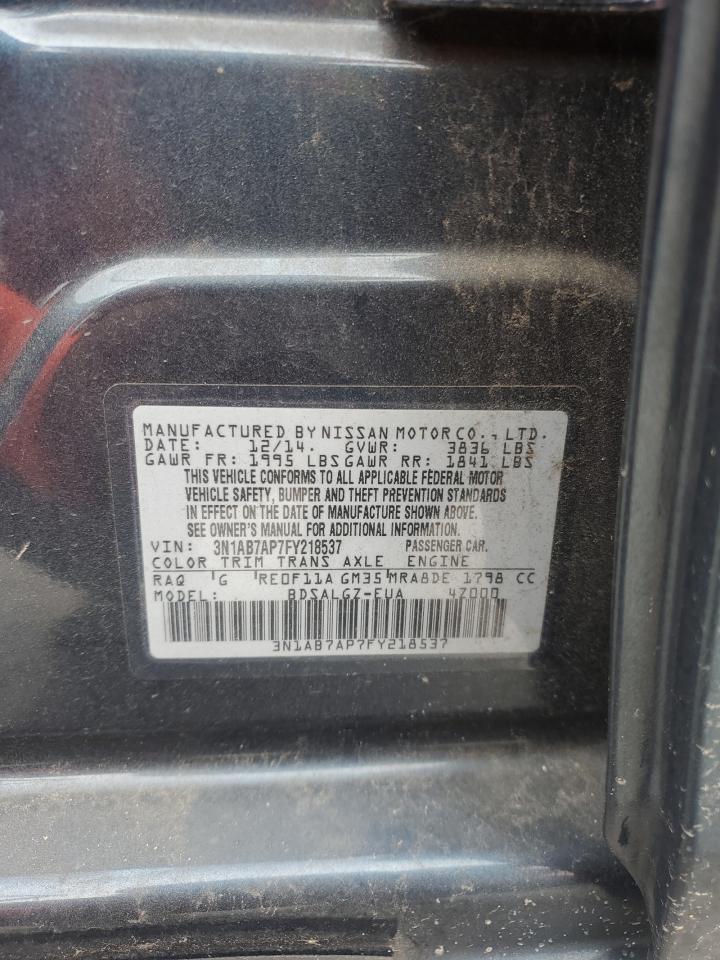 MANUFACTURED BY NISSAN MOTOR CO., LTD.
DATE: 12/14. GVWR: 3836 LBS
GAWR FR: 1995 LBS GAWR RR: 1841 LBS
THIS VEHICLE CONFORMS TO ALL APPLICABLE FEDERAL MOTOR
VEHICLE SAFETY, BUMPER AND THEFT PREVENTION STANDARDS
IN EFFECT ON THE DATE OF MANUFACTURE SHOWN ABOVE.
SEE OWNER'S MANUAL FOR ADDITIONAL INFORMATION.
VIN: 3N1AB7AP7FY218537 PASSENGER CAR.
COLOR TRIM TRANS AXLE ENGINE
RAQ G RE0F11A GM35 MRA8DE 1798 CC
MODEL: BDSALGZ-EUA 4Z000
3N1AB7AP7FY218537